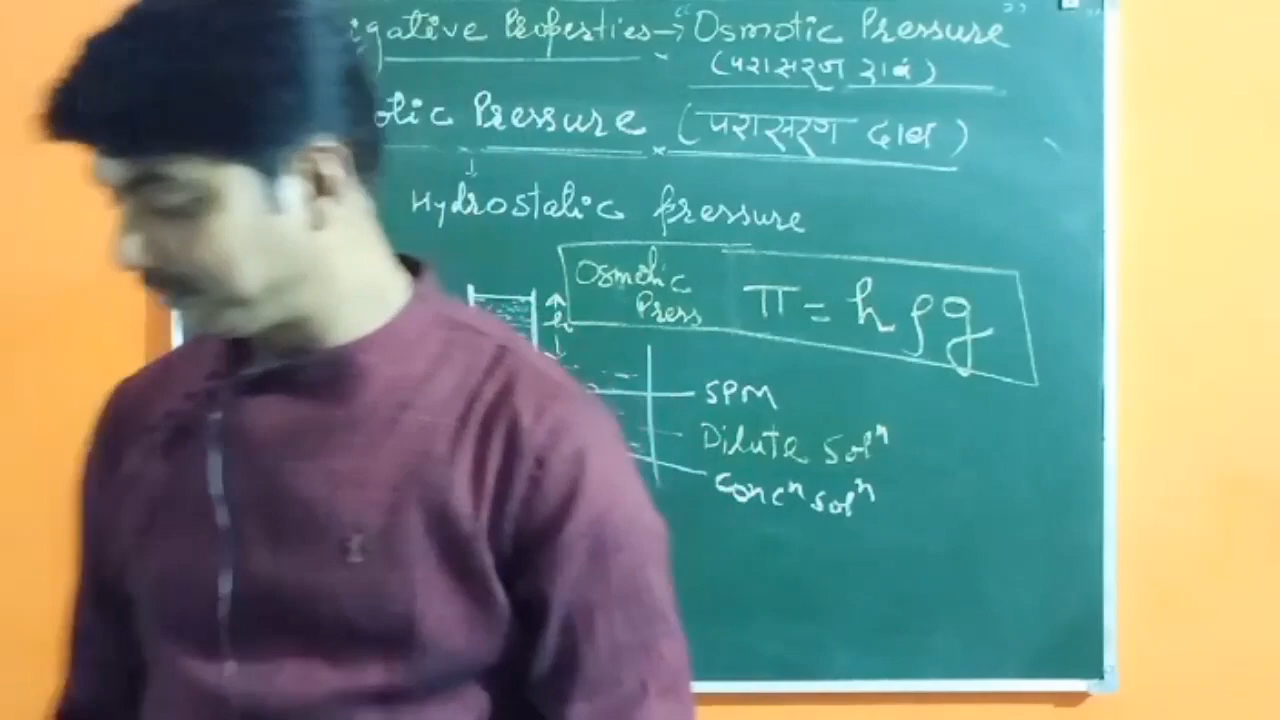 igative Properties → "Osmotic Pressure"
(परासरण दाब)
otic Pressure (परासरण दाब)
↓
Hydrostatic pressure
Osmotic Press π = hρg
h
SPM
Dilute solⁿ
Concⁿ solⁿ